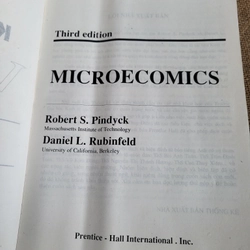 Third edition
MICROECOMICS
Robert S. Pindyck
Massachusetts Institute of Technology
Daniel L. Rubinfeld
University of California, Berkeley
Prentice - Hall International . Inc.